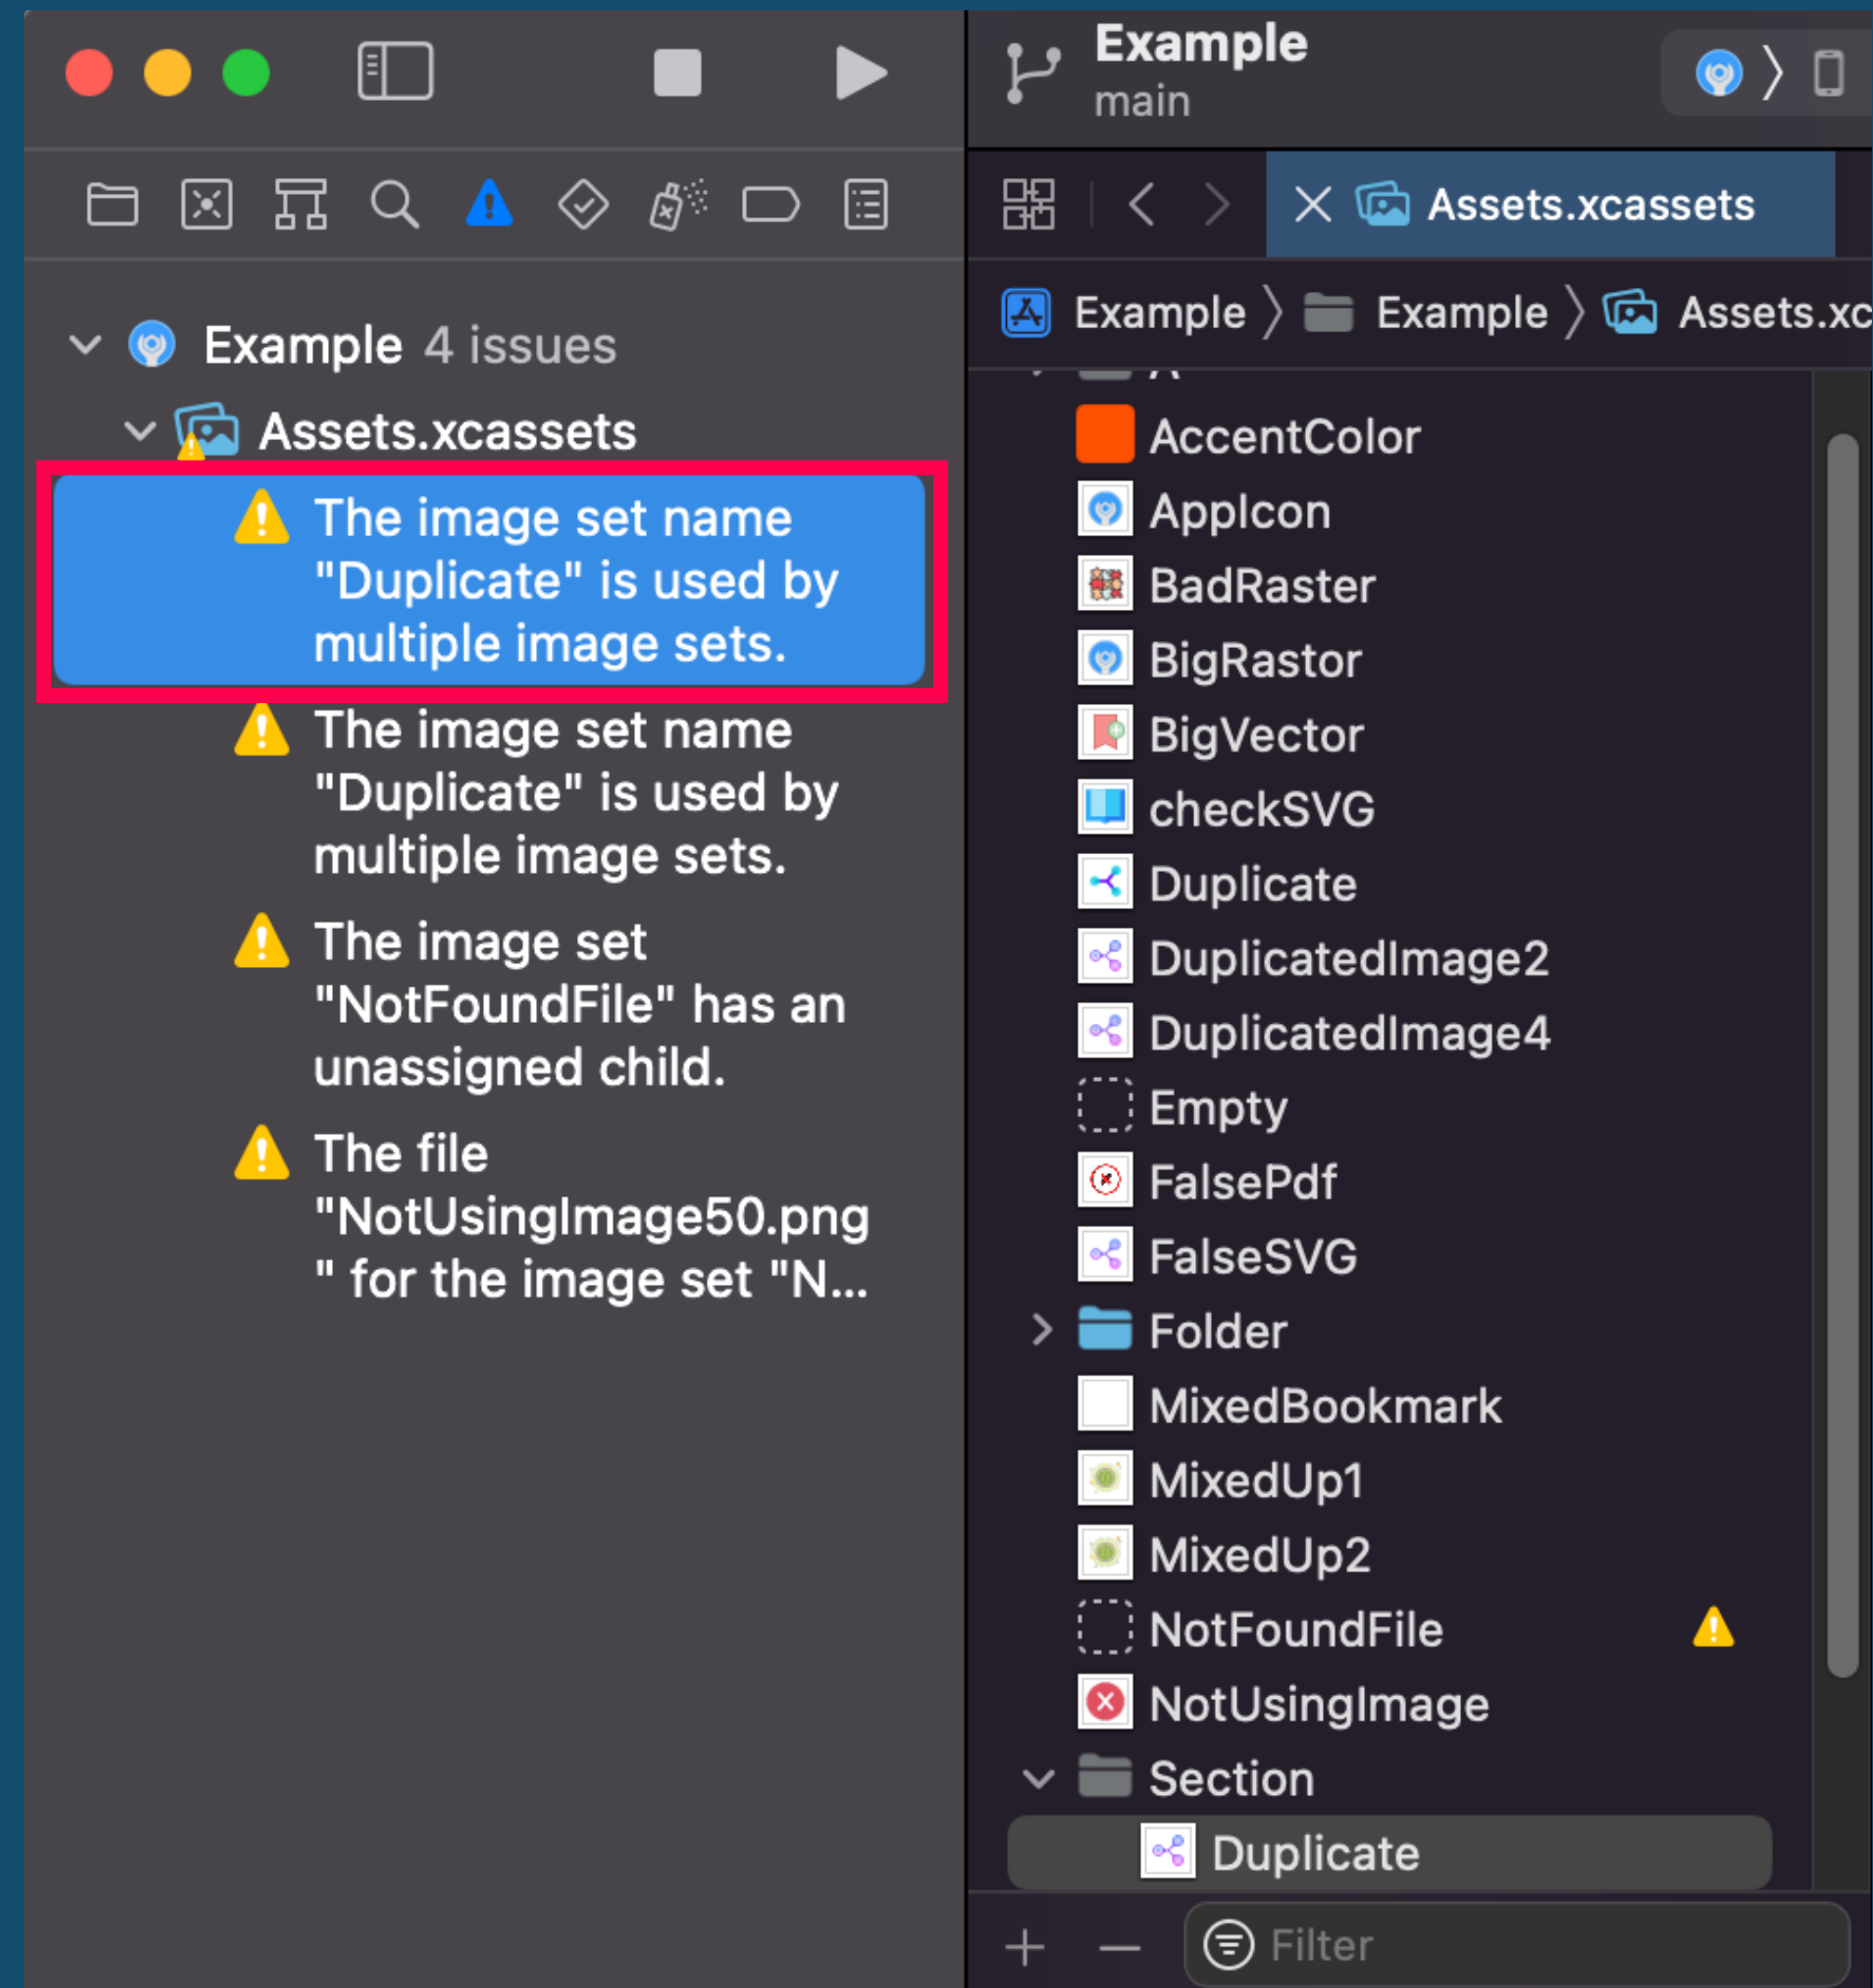 Example
main
Assets.xcassets
Example
Example
Assets.xc
Example 4 issues
Assets.xcassets
The image set name
"Duplicate" is used by
multiple image sets.
The image set name
"Duplicate" is used by
multiple image sets.
The image set
"NotFoundFile" has an
unassigned child.
The file
"NotUsingImage50.png
" for the image set "N...
AccentColor
AppIcon
BadRaster
BigRastor
BigVector
checkSVG
Duplicate
DuplicatedImage2
DuplicatedImage4
Empty
FalsePdf
FalseSVG
Folder
MixedBookmark
MixedUp1
MixedUp2
NotFoundFile
NotUsingImage
Section
Duplicate
Filter